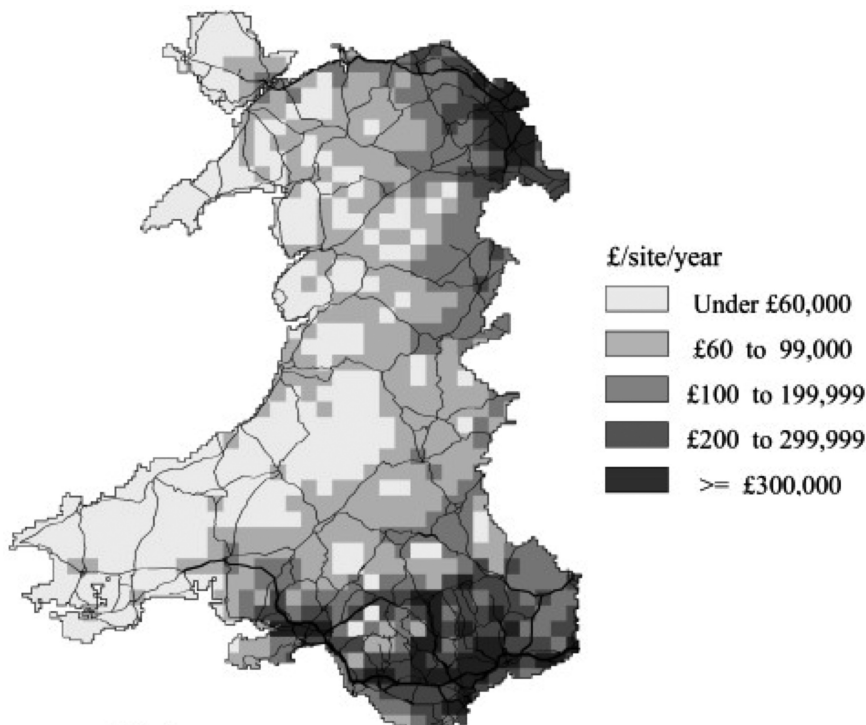 £/site/year
Under £60,000
£60 to 99,000
£100 to 199,999
£200 to 299,999
>= £300,000